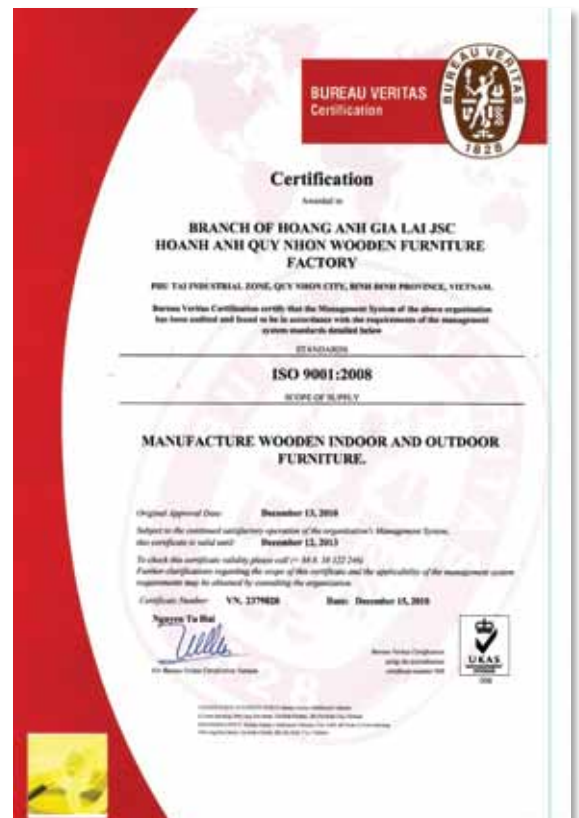 BUREAU VERITAS
Certification
BUREAU VERITAS
1828
Certification
Awarded to
BRANCH OF HOANG ANH GIA LAI JSC
HOANH ANH QUY NHON WOODEN FURNITURE
FACTORY
PHU TAI INDUSTRIAL ZONE, QUY NHON CITY, BINH DINH PROVINCE, VIETNAM.
Bureau Veritas Certification certify that the Management System of the above organisation
has been audited and found to be in accordance with the requirements of the management
system standards detailed below
STANDARDS
ISO 9001:2008
SCOPE OF SUPPLY
MANUFACTURE WOODEN INDOOR AND OUTDOOR
FURNITURE.
Original Approval Date: December 13, 2010
Subject to the continued satisfactory operation of the organization's Management System,
this certificate is valid until: December 12, 2013
To check this certificate validity please call
Further clarifications regarding the scope of this certificate and the applicability of the management system
requirements may be obtained by consulting the organization.
Certificate Number: VN. Date: December 15, 2010
Nguyen Tu Hai
Bureau Veritas Certification
UKAS